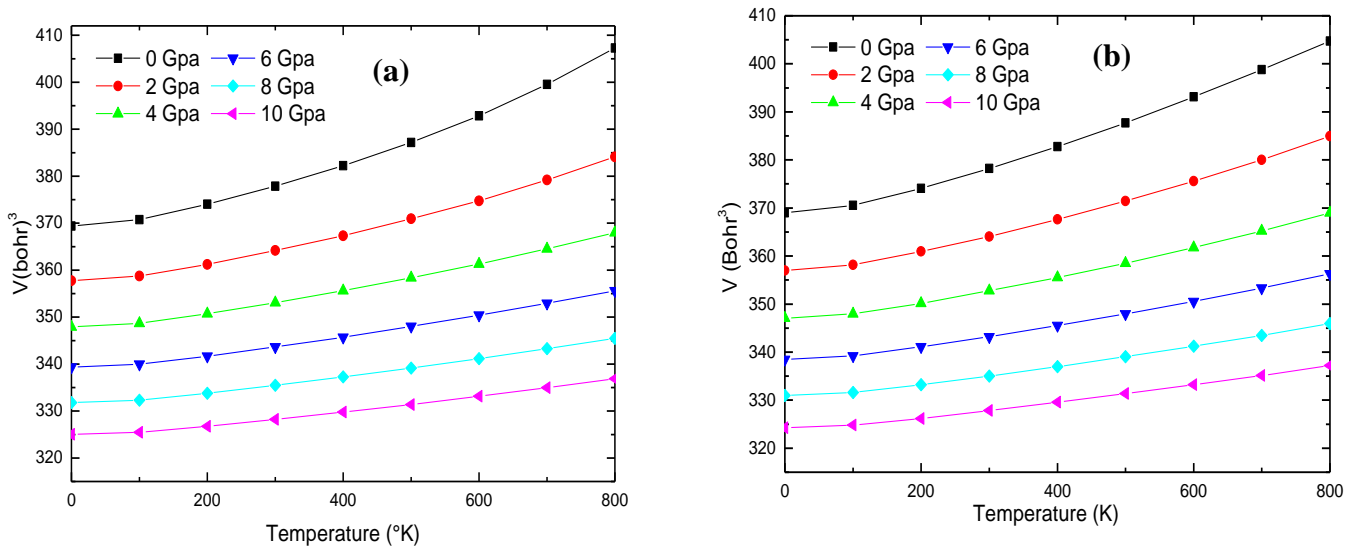 410
400
390
380
370
360
350
340
330
320
V(bohr)³
0 Gpa
2 Gpa
4 Gpa
6 Gpa
8 Gpa
10 Gpa
(a)
0 200 400 600 800
Temperature (°K)
410
400
390
380
370
360
350
340
330
320
V (Bohr³)
0 Gpa
2 Gpa
4 Gpa
6 Gpa
8 Gpa
10 Gpa
(b)
0 200 400 600 800
Temperature (K)